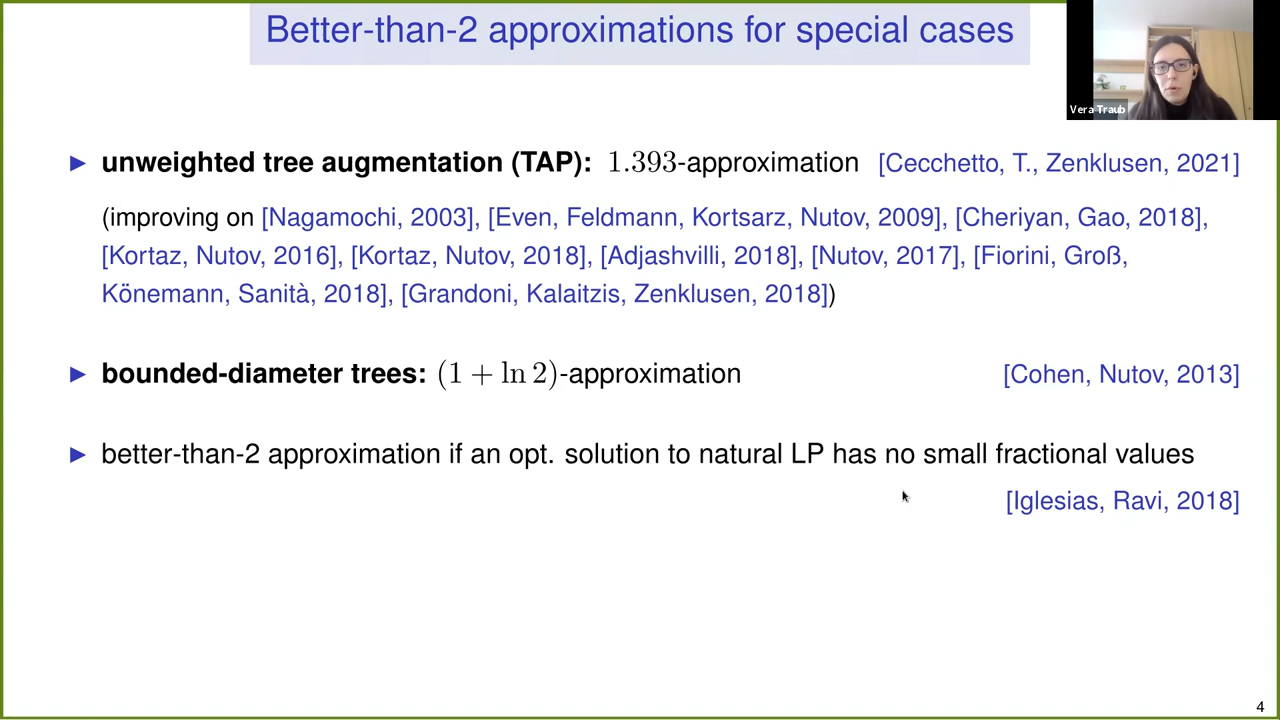 Better-than-2 approximations for special cases
Vera Traub
▶ unweighted tree augmentation (TAP): 1.393-approximation [Cecchetto, T., Zenklusen, 2021]
(improving on [Nagamochi, 2003], [Even, Feldmann, Kortsarz, Nutov, 2009], [Cheriyan, Gao, 2018],
[Kortaz, Nutov, 2016], [Kortaz, Nutov, 2018], [Adjashvilli, 2018], [Nutov, 2017], [Fiorini, Groß,
Könemann, Sanità, 2018], [Grandoni, Kalaitzis, Zenklusen, 2018])
▶ bounded-diameter trees: (1 + ln 2)-approximation [Cohen, Nutov, 2013]
▶ better-than-2 approximation if an opt. solution to natural LP has no small fractional values
[Iglesias, Ravi, 2018]
4